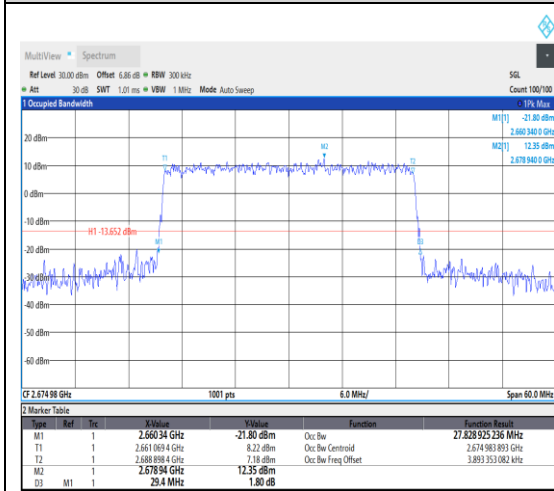 MultiView Spectrum
Ref Level 30.00 dBm Offset 6.86 dB RBW 300 kHz SGL
Att 30 dB SWT 1.01 ms VBW 1 MHz Mode Auto Sweep Count 100/100
1 Occupied Bandwidth 1Pk Max
M1[1] -21.80 dBm
2.660 340 0 GHz
M2[1] 12.35 dBm
2.678 940 0 GHz
20 dBm
M2
T1
T2
10 dBm
0 dBm
-10 dBm
H1 -13.652 dBm
M1
D3
-20 dBm
-30 dBm
-40 dBm
-50 dBm
-60 dBm
CF 2.674 98 GHz 1001 pts 6.0 MHz/ Span 60.0 MHz
2 Marker Table
Type Ref Trc X-Value Y-Value Function Function Result
M1 1 2.660 34 GHz -21.80 dBm Occ Bw 27.828 925 236 MHz
T1 1 2.661 069 4 GHz 8.22 dBm Occ Bw Centroid 2.674 983 893 GHz
T2 1 2.688 898 4 GHz 7.18 dBm Occ Bw Freq Offset 3.893 353 082 kHz
M2 1 2.678 94 GHz 12.35 dBm
D3 M1 1 29.4 MHz 1.80 dB